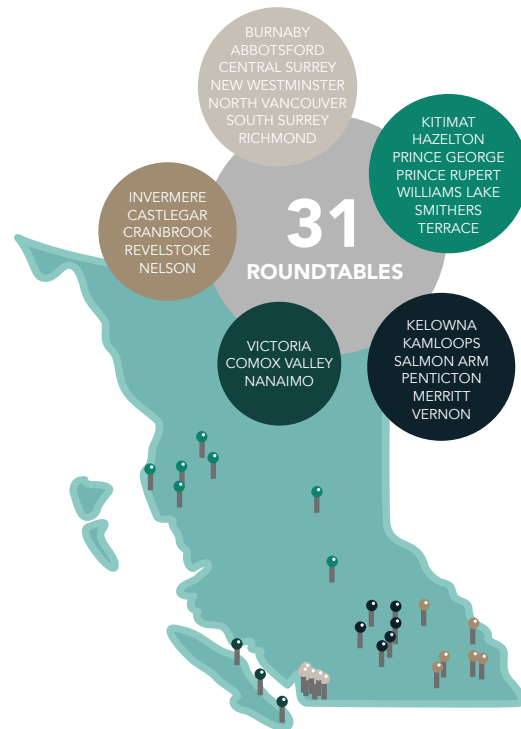 BURNABY
ABBOTSFORD
CENTRAL SURREY
NEW WESTMINSTER
NORTH VANCOUVER
SOUTH SURREY
RICHMOND
KITIMAT
HAZELTON
PRINCE GEORGE
PRINCE RUPERT
WILLIAMS LAKE
SMITHERS
TERRACE
INVERMERE
CASTLEGAR
CRANBROOK
REVELSTOKE
NELSON
31
ROUNDTABLES
VICTORIA
COMOX VALLEY
NANAIMO
KELOWNA
KAMLOOPS
SALMON ARM
PENTICTON
MERRITT
VERNON